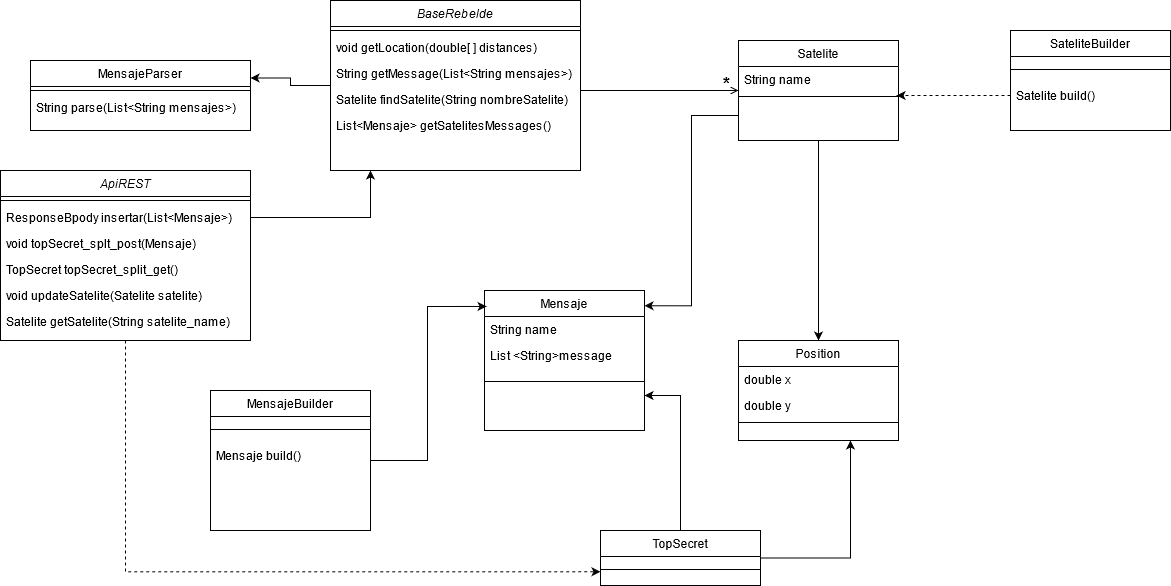 BaseRebelde
void getLocation(double[ ] distances)
String getMessage(List<String mensajes>)
Satelite findSatelite(String nombreSatelite)
List<Mensaje> getSatelitesMessages()
MensajeParser
String parse(List<String mensajes>)
*
Satelite
String name
SateliteBuilder
Satelite build()
ApiREST
ResponseBpody insertar(List<Mensaje>)
void topSecret_splt_post(Mensaje)
TopSecret topSecret_split_get()
void updateSatelite(Satelite satelite)
Satelite getSatelite(String satelite_name)
Mensaje
String name
List <String>message
Position
double x
double y
MensajeBuilder
Mensaje build()
TopSecret